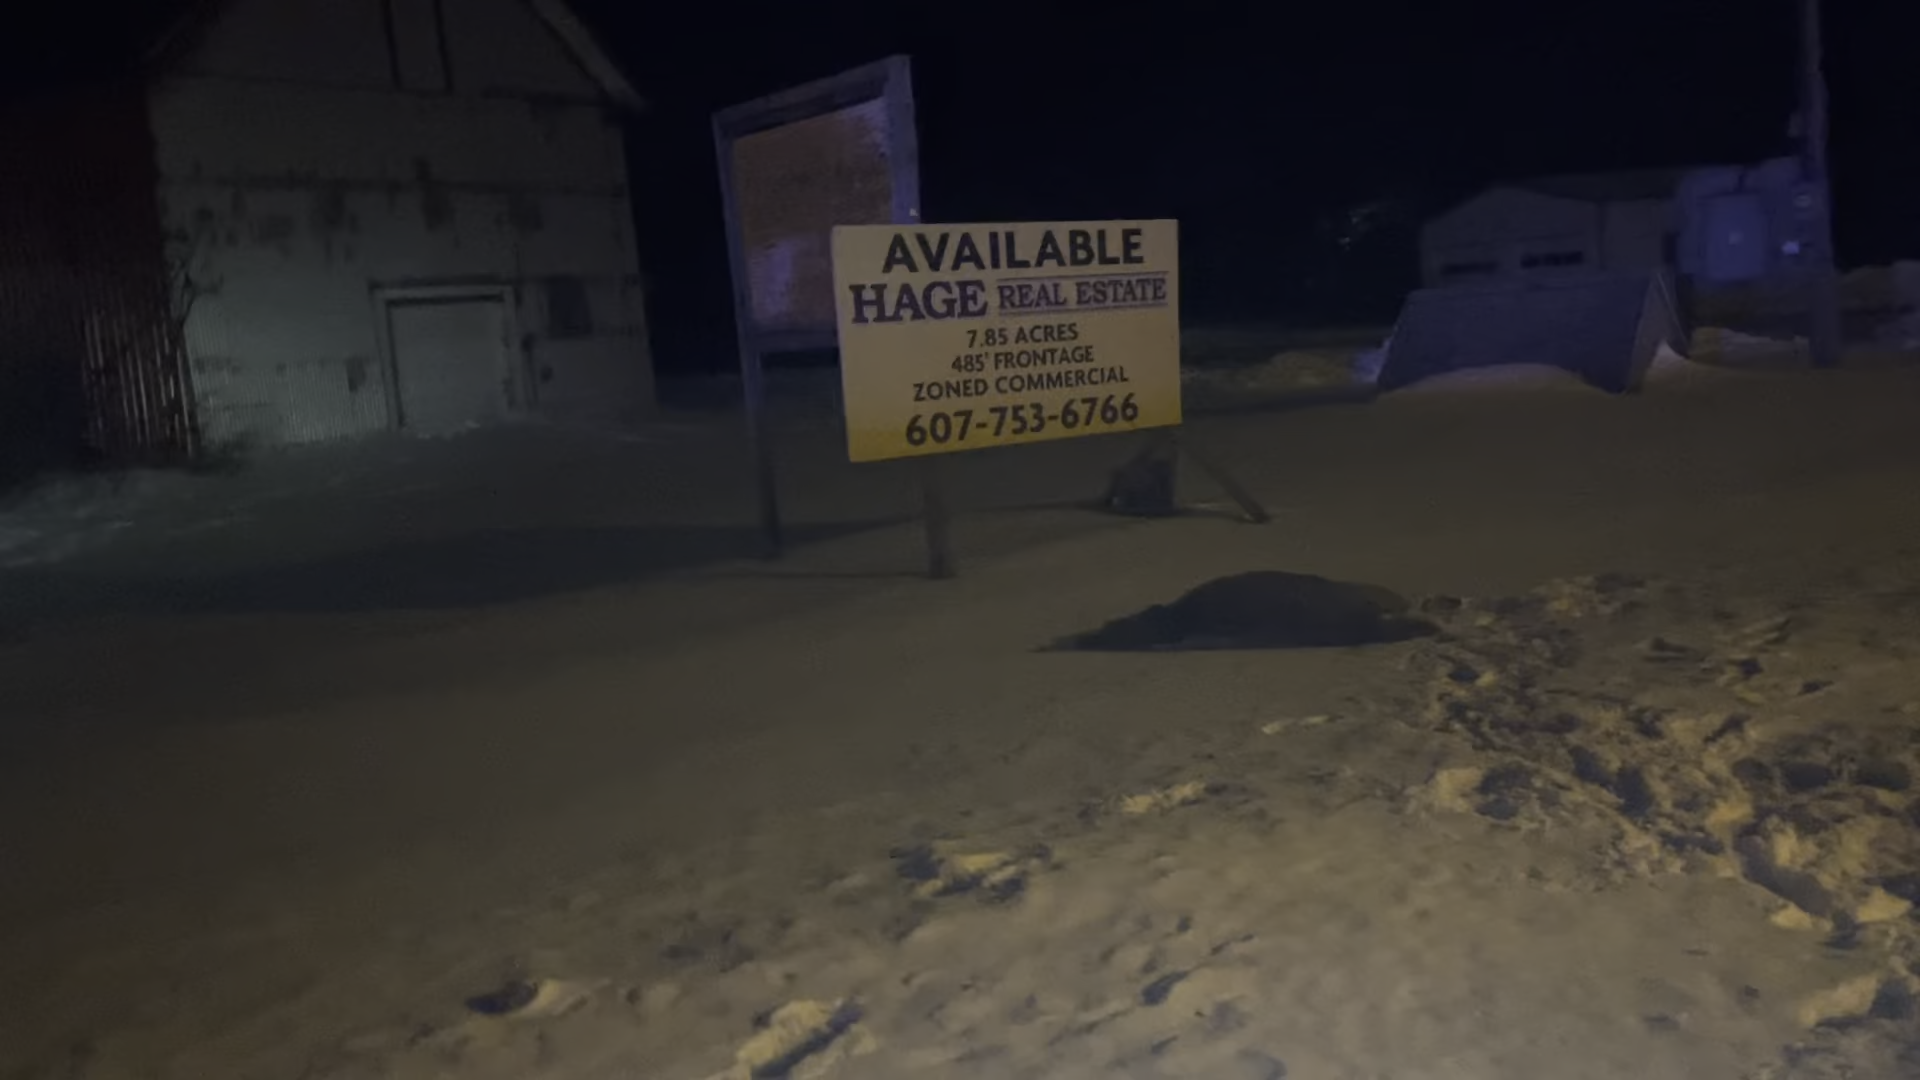 AVAILABLE
HAGE REAL ESTATE
7.85 ACRES
485' FRONTAGE
ZONED COMMERCIAL
607-753-6766